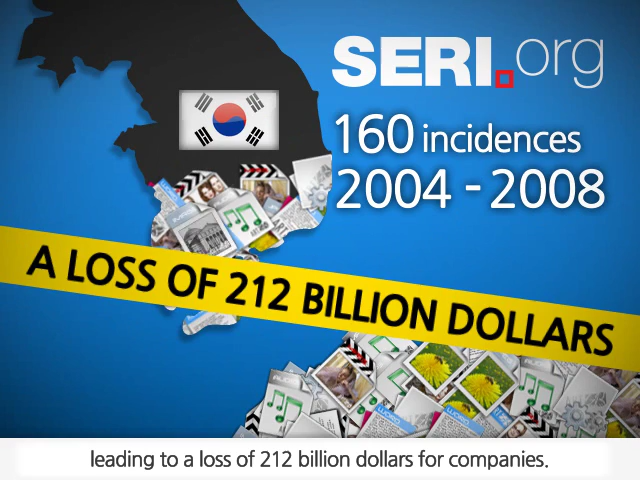 SERI.org
160 incidences
2004 - 2008
A LOSS OF 212 BILLION DOLLARS
WORD
leading to a loss of 212 billion dollars for companies.